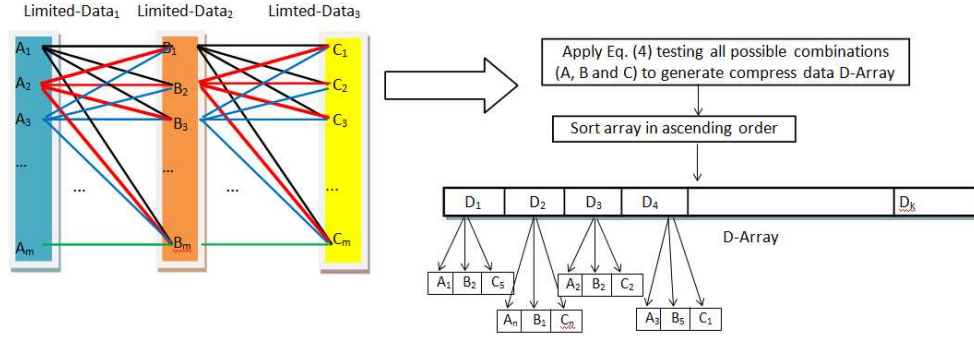 Limited-Data1 Limited-Data2 Limted-Data3
A1 B1 C1
A2 B2 C2
A3 B3 C3
... ... ...
... ...
Am Bm Cm
Apply Eq. (4) testing all possible combinations
(A, B and C) to generate compress data D-Array
Sort array in ascending order
D1 D2 D3 D4 Dk
D-Array
A1 B2 C5
A2 B2 C2
An B1 Cn
A3 B5 C1